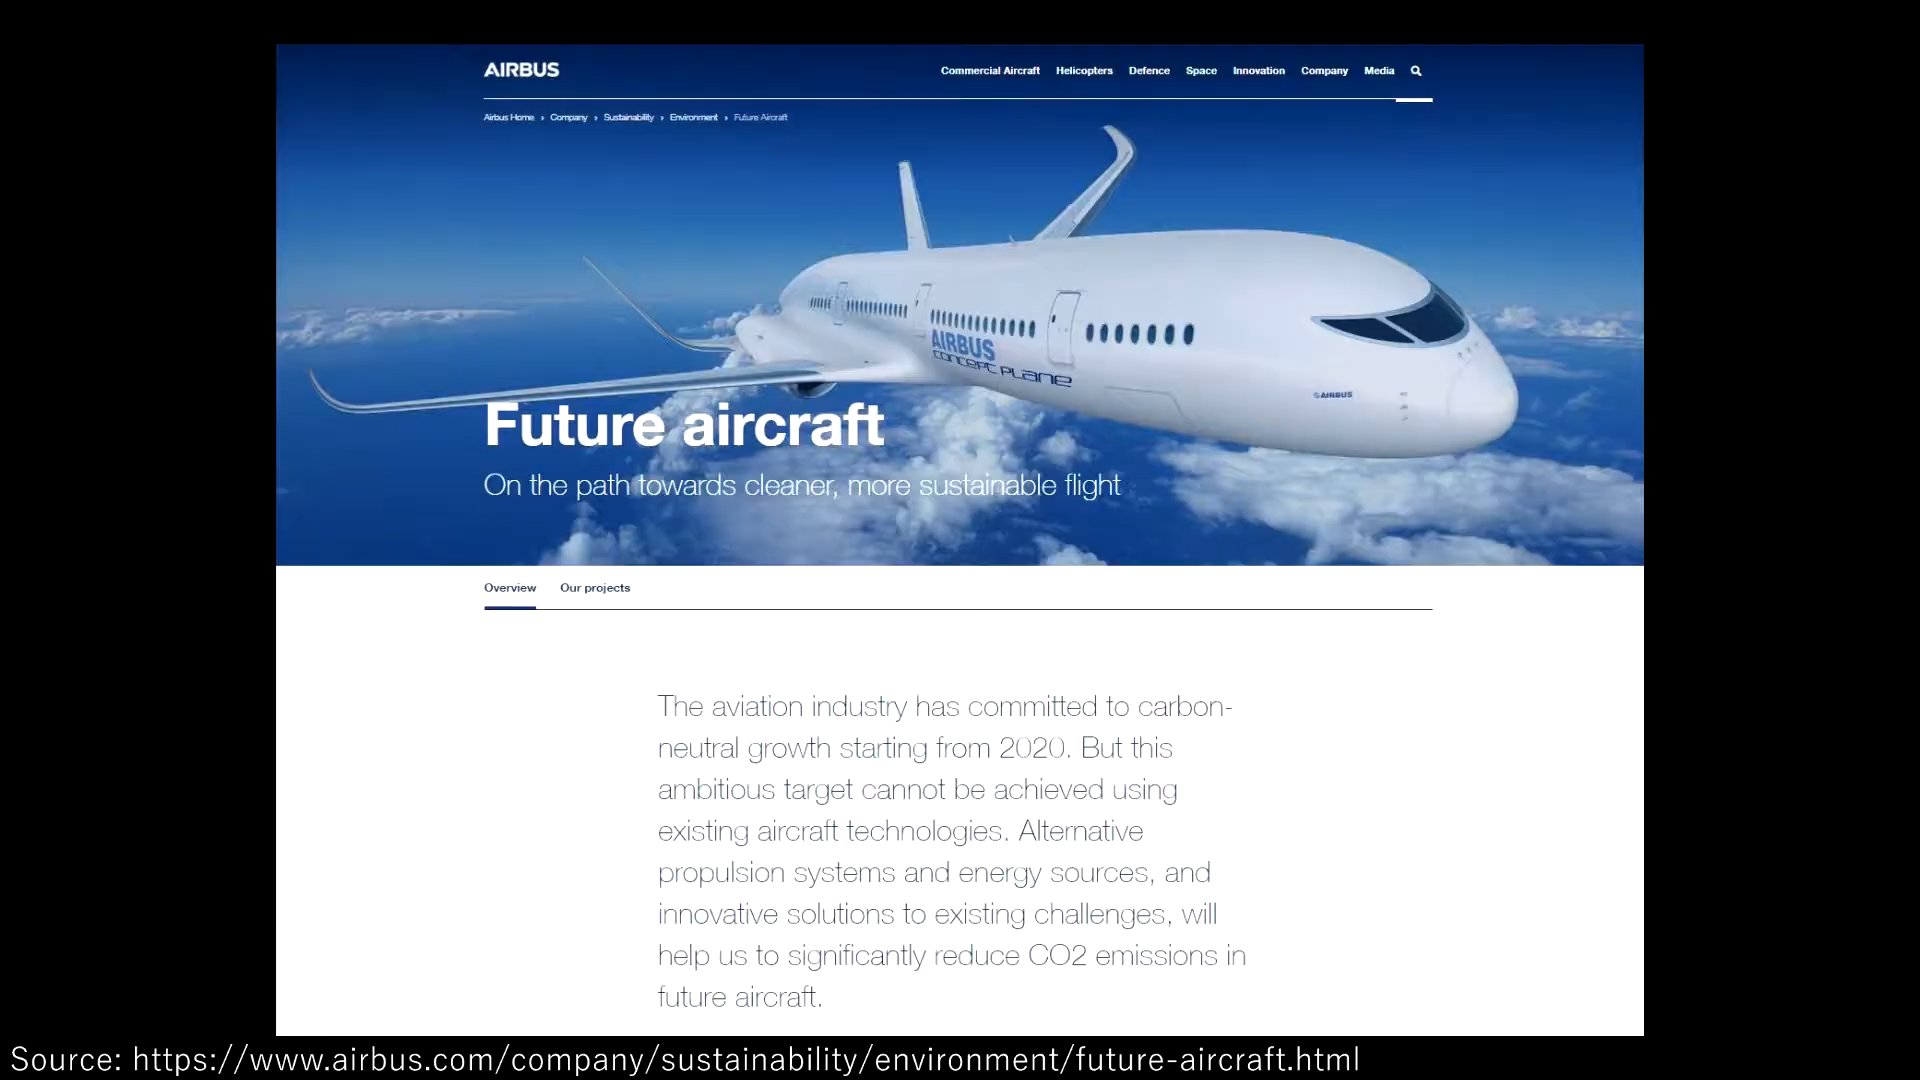 AIRBUS
Commercial Aircraft Helicopters Defence Space Innovation Company Media
Airbus Home › Company › Sustainability › Environment › Future Aircraft
AIRBUS
CONCEPT PLANE
AIRBUS
Future aircraft
On the path towards cleaner, more sustainable flight
Overview Our projects
The aviation industry has committed to carbon-
neutral growth starting from 2020. But this
ambitious target cannot be achieved using
existing aircraft technologies. Alternative
propulsion systems and energy sources, and
innovative solutions to existing challenges, will
help us to significantly reduce CO2 emissions in
future aircraft.
Source: https://www.airbus.com/company/sustainability/environment/future-aircraft.html